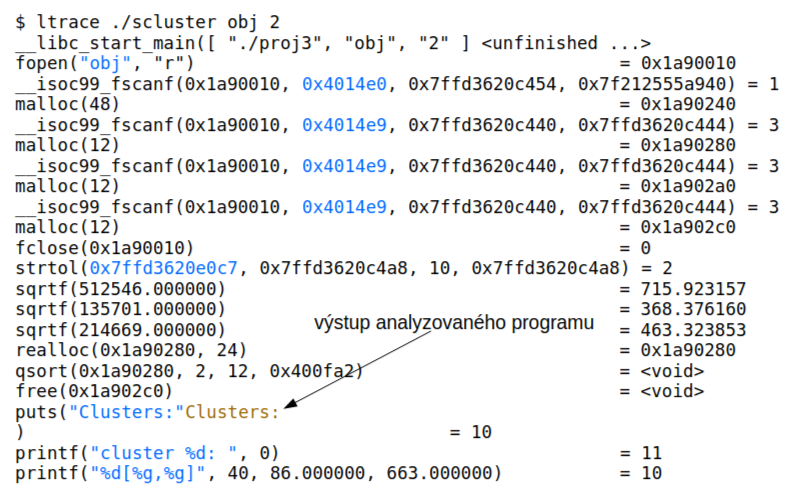 $ ltrace ./scluster obj 2
__libc_start_main([ "./proj3", "obj", "2" ] <unfinished ...>
fopen("obj", "r") = 0x1a90010
__isoc99_fscanf(0x1a90010, 0x4014e0, 0x7ffd3620c454, 0x7f212555a940) = 1
malloc(48) = 0x1a90240
__isoc99_fscanf(0x1a90010, 0x4014e9, 0x7ffd3620c440, 0x7ffd3620c444) = 3
malloc(12) = 0x1a90280
__isoc99_fscanf(0x1a90010, 0x4014e9, 0x7ffd3620c440, 0x7ffd3620c444) = 3
malloc(12) = 0x1a902a0
__isoc99_fscanf(0x1a90010, 0x4014e9, 0x7ffd3620c440, 0x7ffd3620c444) = 3
malloc(12) = 0x1a902c0
fclose(0x1a90010) = 0
strtol(0x7ffd3620e0c7, 0x7ffd3620c4a8, 10, 0x7ffd3620c4a8) = 2
sqrtf(512546.000000) = 715.923157
sqrtf(135701.000000) = 368.376160
sqrtf(214669.000000) = 463.323853
výstup analyzovaného programu
realloc(0x1a90280, 24) = 0x1a90280
qsort(0x1a90280, 2, 12, 0x400fa2) = <void>
free(0x1a902c0) = <void>
puts("Clusters:"Clusters:
) = 10
printf("cluster %d: ", 0) = 11
printf("%d[%g,%g]", 40, 86.000000, 663.000000) = 10